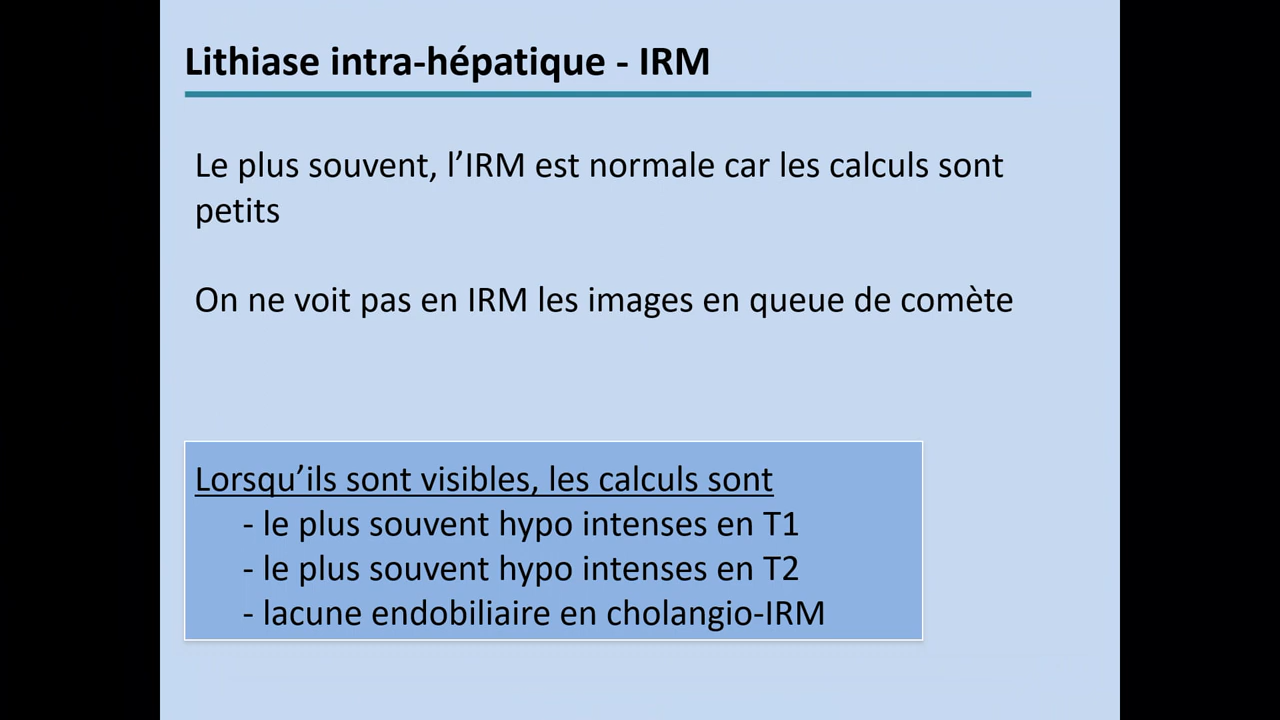 Lithiase intra-hépatique - IRM
Le plus souvent, l’IRM est normale car les calculs sont
petits
On ne voit pas en IRM les images en queue de comète
Lorsqu’ils sont visibles, les calculs sont
- le plus souvent hypo intenses en T1
- le plus souvent hypo intenses en T2
- lacune endobiliaire en cholangio-IRM